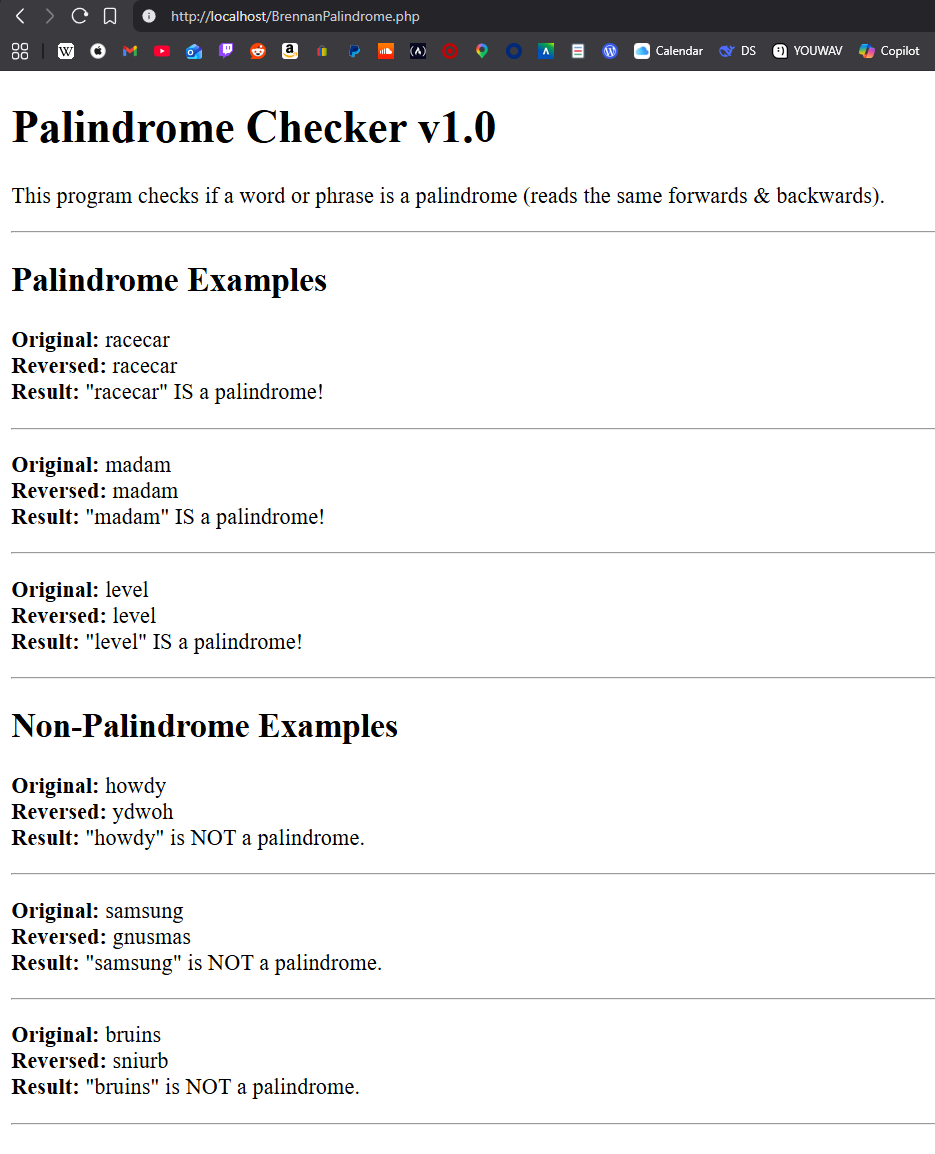 http://localhost/BrennanPalindrome.php
W a Calendar DS YOUWAV Copilot
Palindrome Checker v1.0
This program checks if a word or phrase is a palindrome (reads the same forwards & backwards).
Palindrome Examples
Original: racecar
Reversed: racecar
Result: "racecar" IS a palindrome!
Original: madam
Reversed: madam
Result: "madam" IS a palindrome!
Original: level
Reversed: level
Result: "level" IS a palindrome!
Non-Palindrome Examples
Original: howdy
Reversed: ydwoh
Result: "howdy" is NOT a palindrome.
Original: samsung
Reversed: gnusmas
Result: "samsung" is NOT a palindrome.
Original: bruins
Reversed: sniurb
Result: "bruins" is NOT a palindrome.